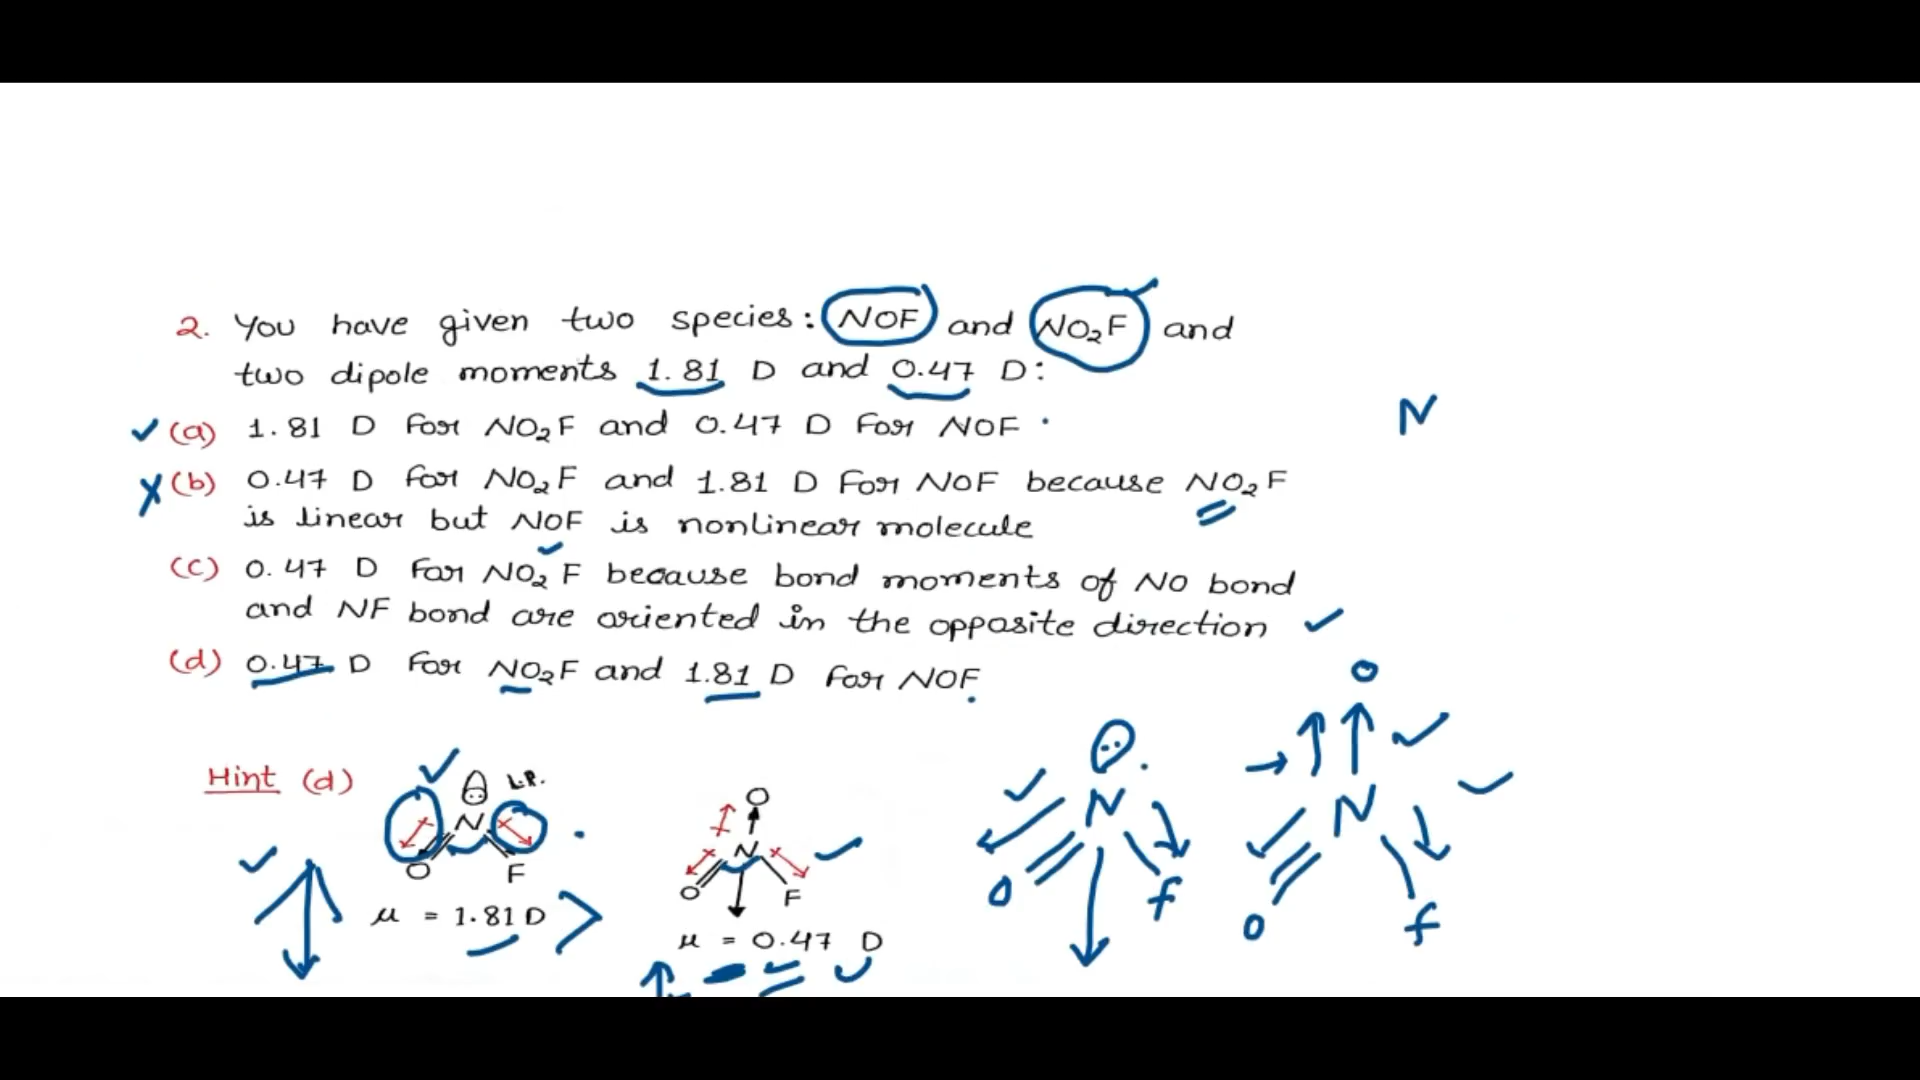 2. You have given two species: NOF and NO₂F and
two dipole moments 1.81 D and 0.47 D:
(a) 1.81 D for NO₂F and 0.47 D for NOF
(b) 0.47 D for NO₂F and 1.81 D for NOF because NO₂F
is linear but NOF is nonlinear molecule
(c) 0.47 D for NO₂F because bond moments of NO bond
and NF bond are oriented in the opposite direction
(d) 0.47 D for NO₂F and 1.81 D for NOF.
N
Hint (d)
L.P.
N
O F
μ = 1.81 D >
O
N
O F
μ = 0.47 D
N
O F
O
N
O F